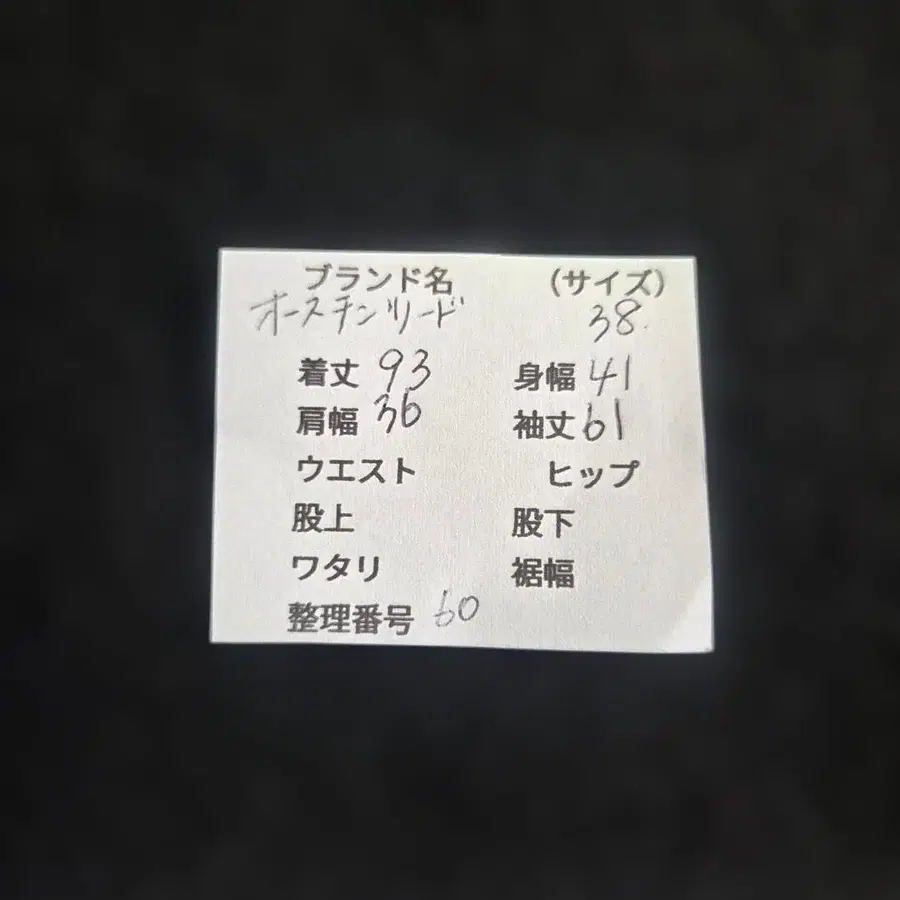 ブランド名 （サイズ）
オースチンリード 38.
着丈 93 身幅 41
肩幅 36 袖丈 61
ウエスト ヒップ
股上 股下
ワタリ 裾幅
整理番号 60